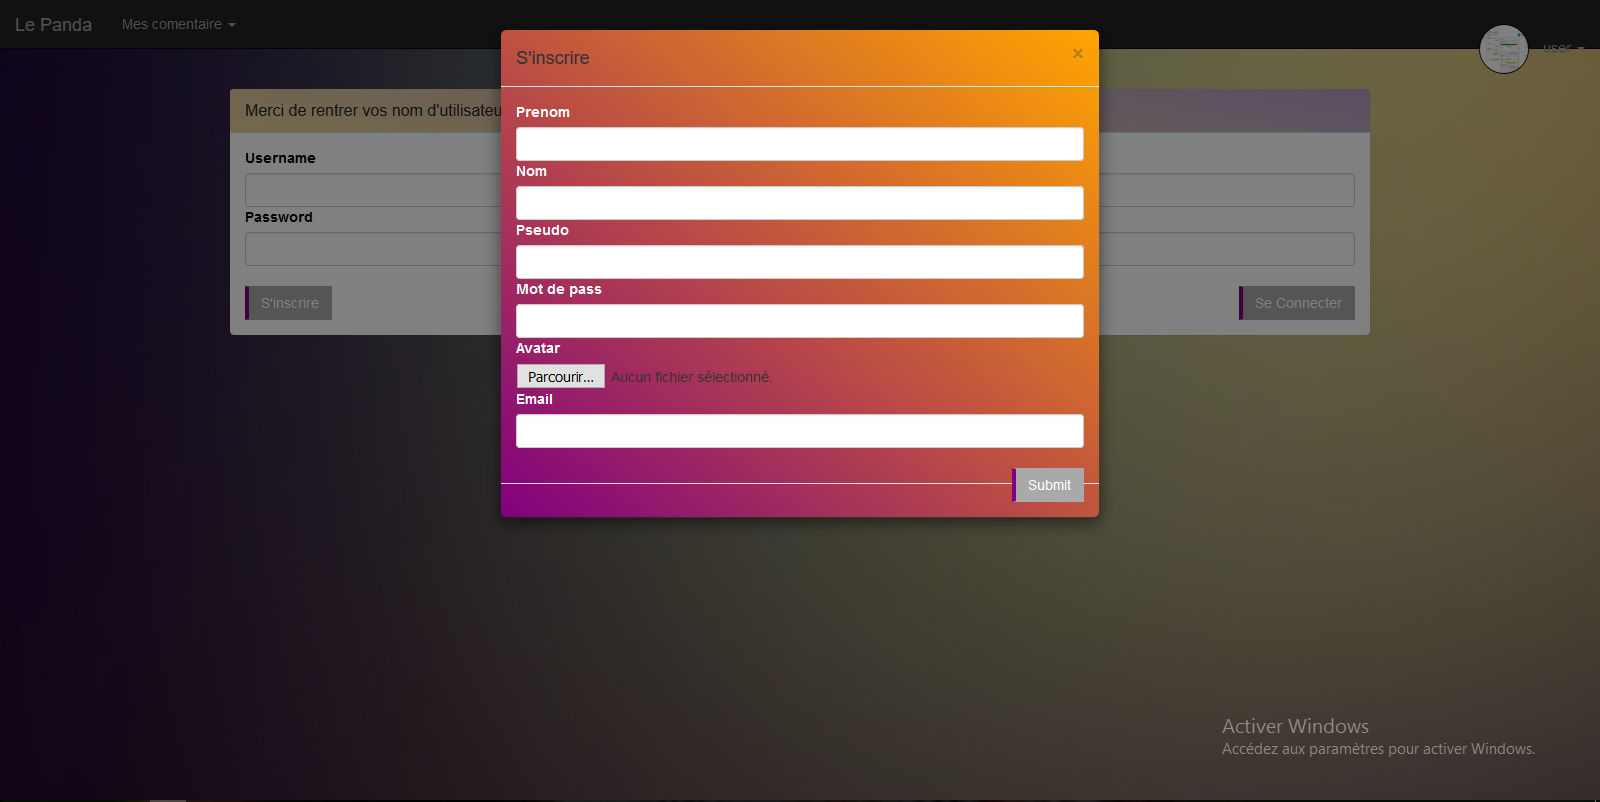 Le Panda
Mes comentaire
user
S'inscrire
×
Merci de rentrer vos nom d'utilisateu
Username
Password
S'inscrire
Se Connecter
Prenom
Nom
Pseudo
Mot de pass
Avatar
Parcourir... Aucun fichier sélectionné.
Email
Submit
Activer Windows
Accédez aux paramètres pour activer Windows.